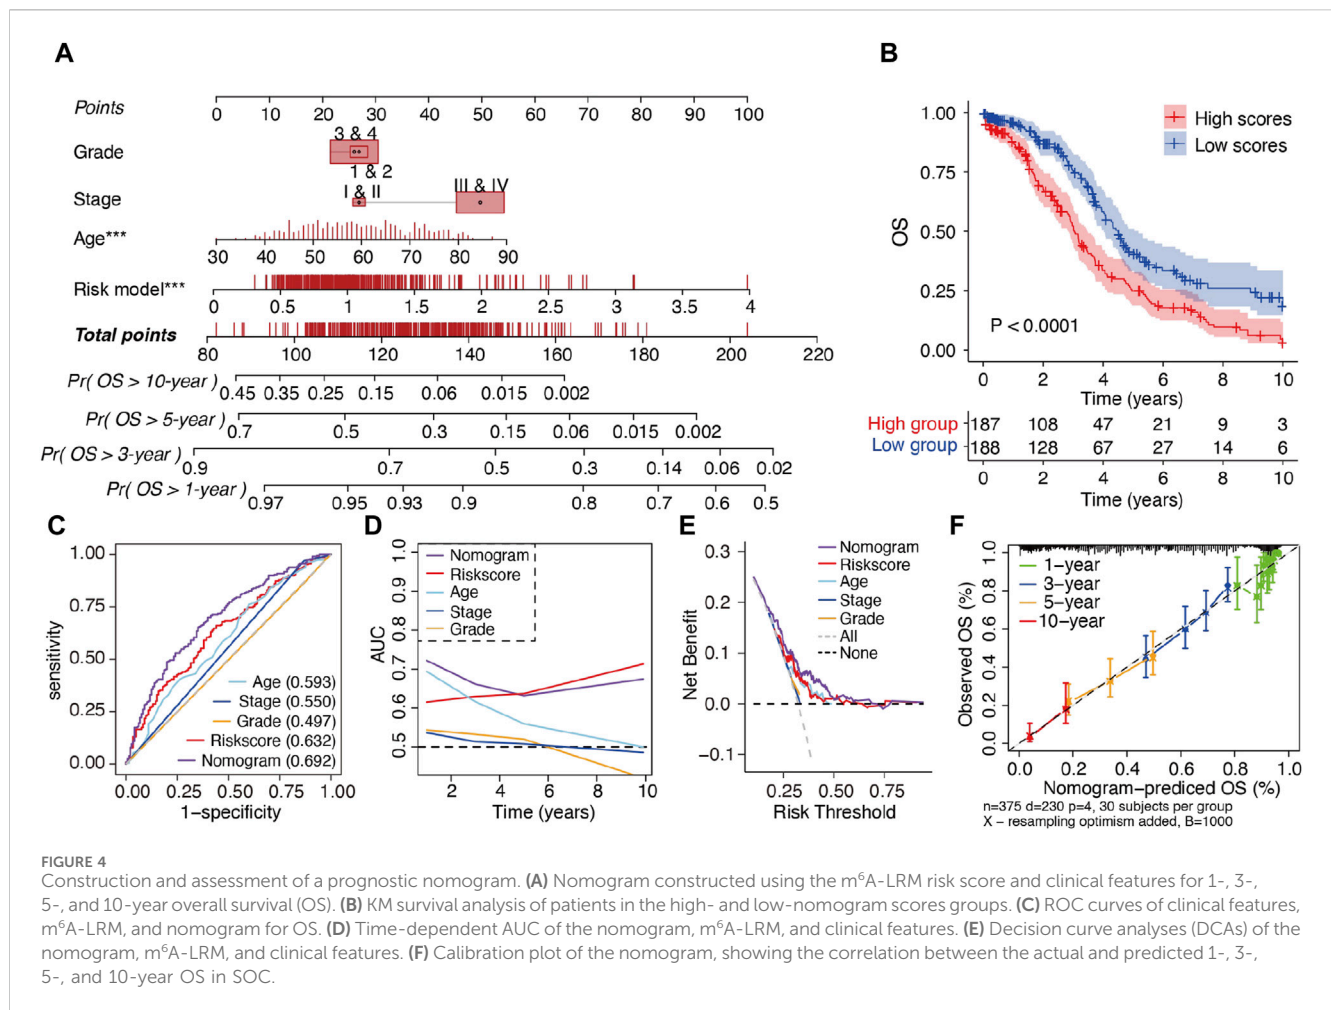 A
Points
0 10 20 30 40 50 60 70 80 90 100
Grade
3 & 4
1 & 2
Stage
I & II
III & IV
Age***
30 40 50 60 70 80 90
Risk model***
0 0.5 1 1.5 2 2.5 3 3.5 4
Total points
80 100 120 140 160 180 200 220
Pr( OS > 10-year )
0.45 0.35 0.25 0.15 0.06 0.015 0.002
Pr( OS > 5-year )
0.7 0.5 0.3 0.15 0.06 0.015 0.002
Pr( OS > 3-year )
0.9 0.7 0.5 0.3 0.14 0.06 0.02
Pr( OS > 1-year )
0.97 0.95 0.93 0.9 0.8 0.7 0.6 0.5
B
OS
1.00
0.75
0.50
0.25
0.00
High scores
Low scores
P < 0.0001
0 2 4 6 8 10
Time (years)
High group 187 108 47 21 9 3
Low group 188 128 67 27 14 6
0 2 4 6 8 10
Time (years)
C
sensitivity
1.00
0.75
0.50
0.25
0.00
Age (0.593)
Stage (0.550)
Grade (0.497)
Riskscore (0.632)
Nomogram (0.692)
0.00 0.25 0.50 0.75 1.00
1−specificity
D
AUC
1.0
0.9
0.8
0.7
0.6
0.5
Nomogram
Riskscore
Age
Stage
Grade
2 4 6 8 10
Time (years)
E
Net Benefit
0.3
0.2
0.1
0.0
−0.1
Nomogram
Riskscore
Age
Stage
Grade
All
None
0.25 0.50 0.75
Risk Threshold
F
Observed OS (%)
1.0
0.8
0.6
0.4
0.2
0.0
1−year
3−year
5−year
10−year
0.0 0.2 0.4 0.6 0.8 1.0
Nomogram−prediced OS (%)
n=375 d=230 p=4, 30 subjects per group
X − resampling optimism added, B=1000
FIGURE 4
Construction and assessment of a prognostic nomogram. (A) Nomogram constructed using the m⁶A-LRM risk score and clinical features for 1-, 3-,
5-, and 10-year overall survival (OS). (B) KM survival analysis of patients in the high- and low-nomogram scores groups. (C) ROC curves of clinical features,
m⁶A-LRM, and nomogram for OS. (D) Time-dependent AUC of the nomogram, m⁶A-LRM, and clinical features. (E) Decision curve analyses (DCAs) of the
nomogram, m⁶A-LRM, and clinical features. (F) Calibration plot of the nomogram, showing the correlation between the actual and predicted 1-, 3-,
5-, and 10-year OS in SOC.